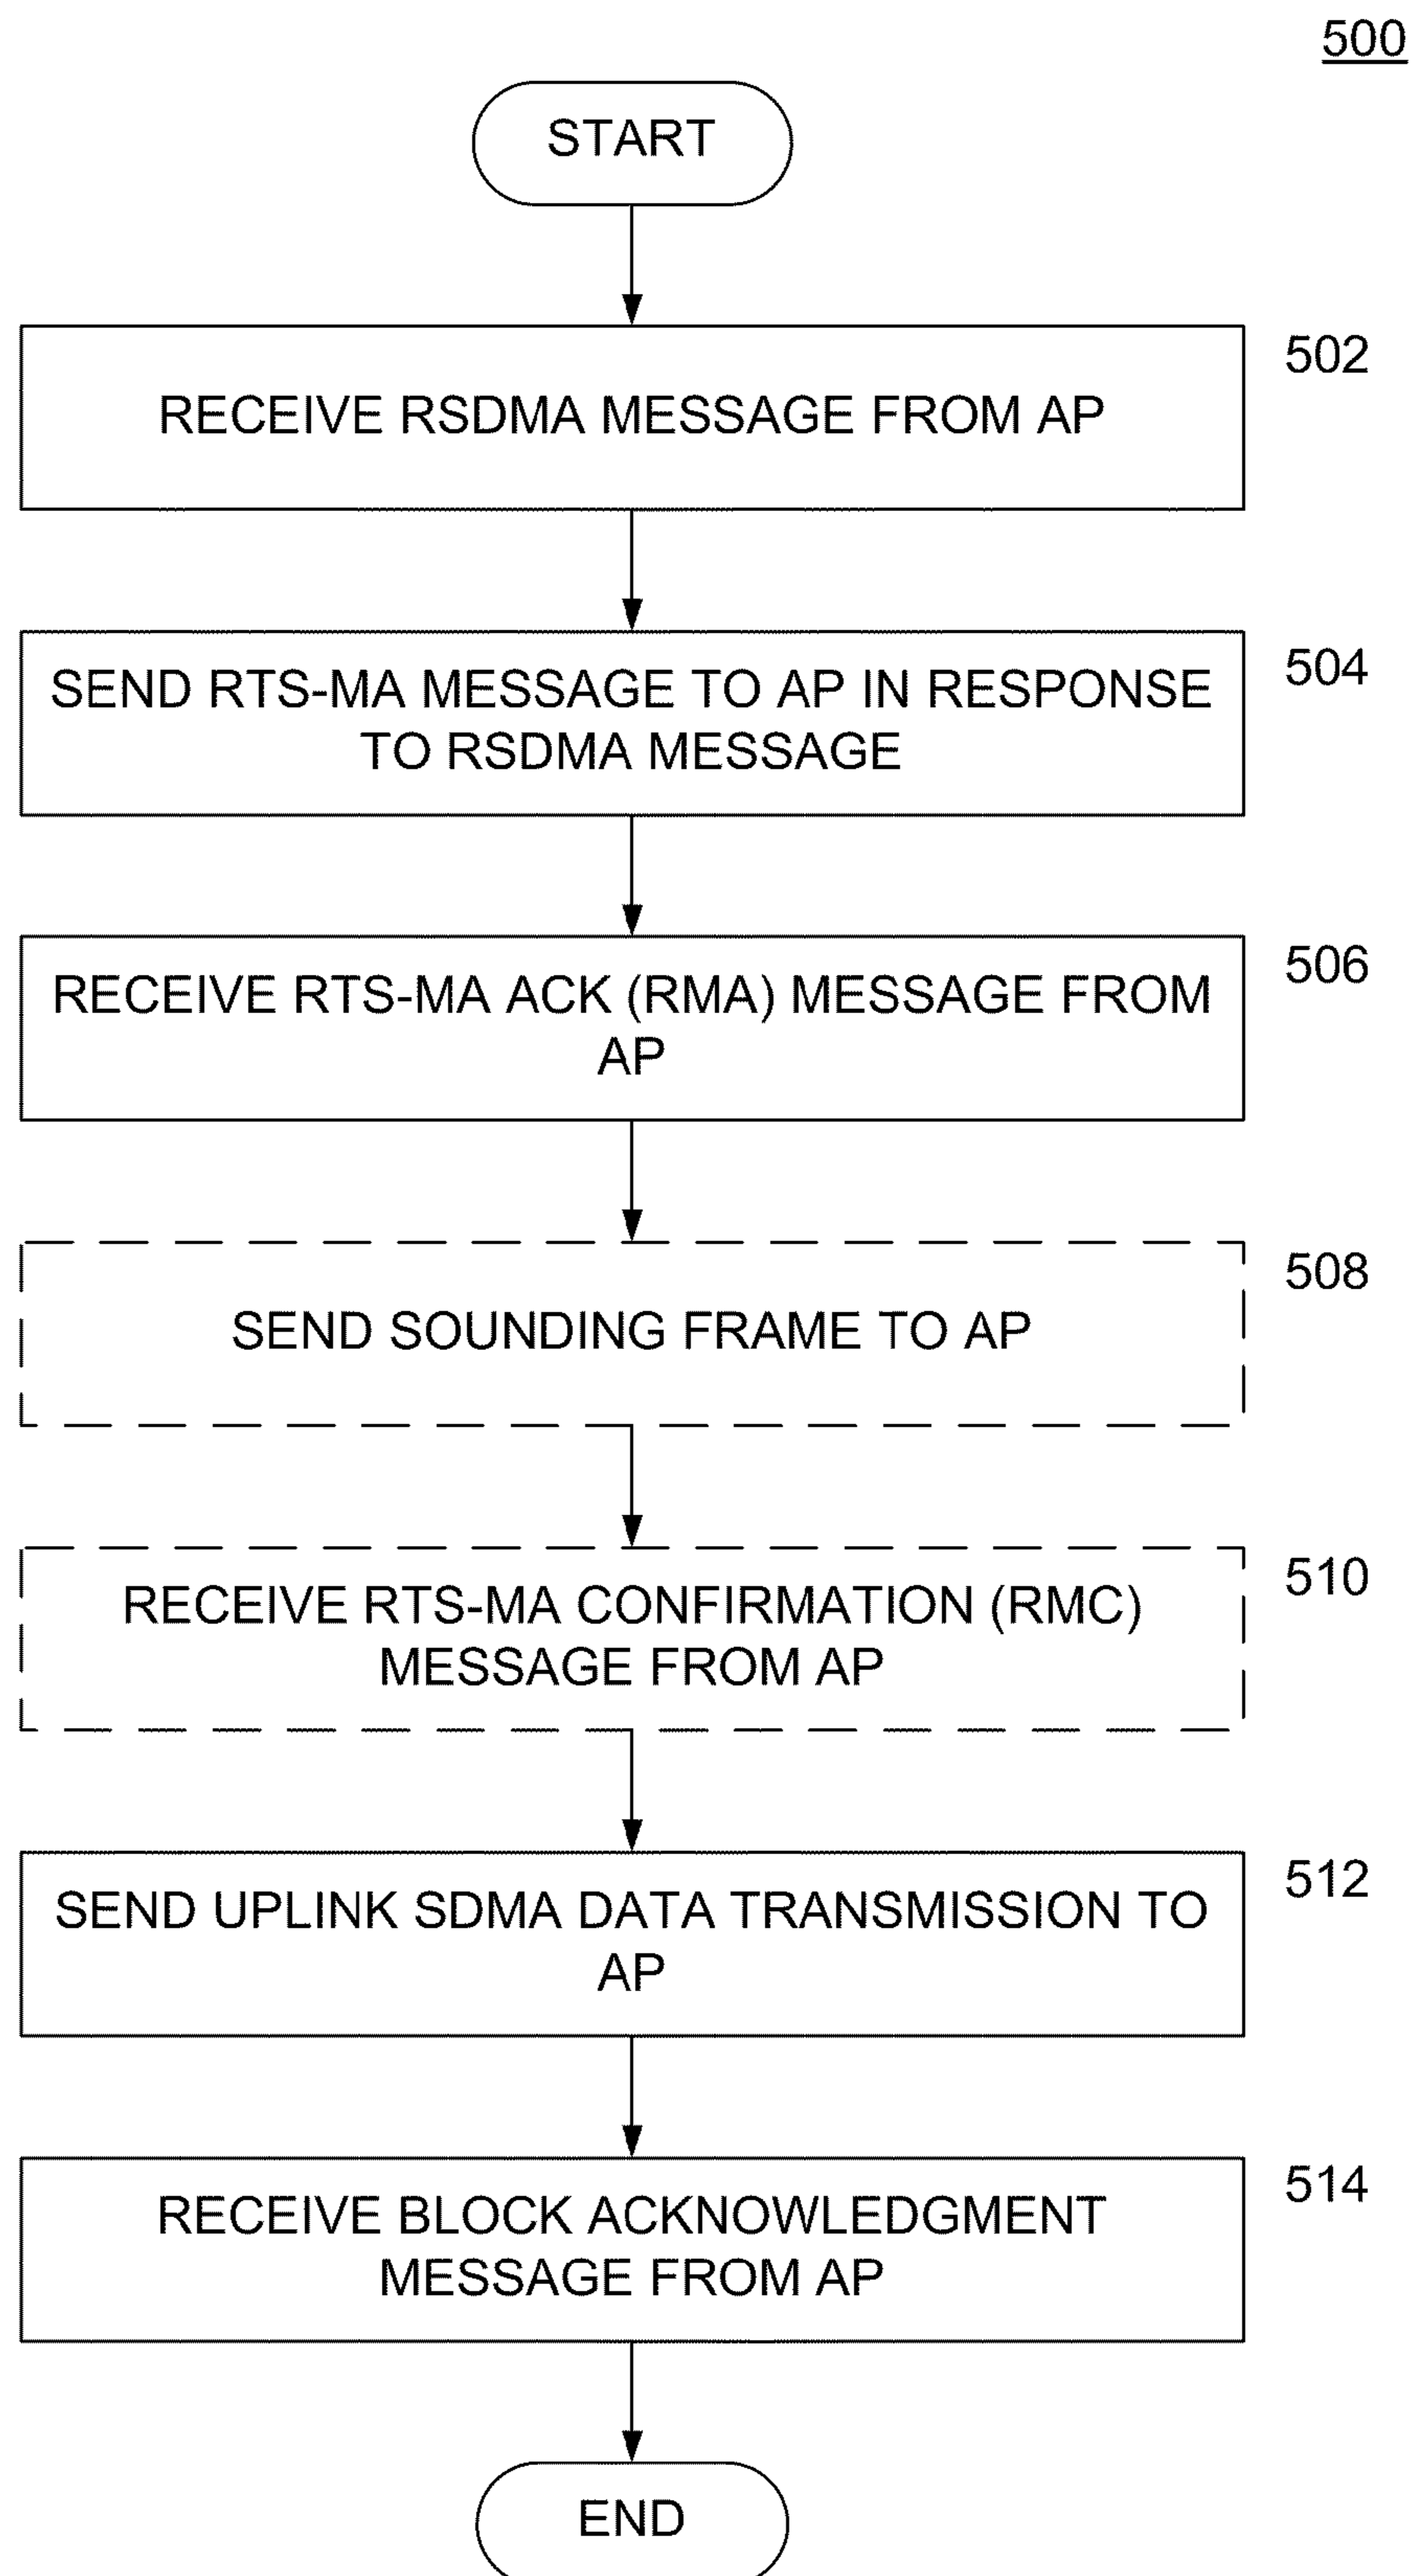 500
START
RECEIVE RSDMA MESSAGE FROM AP
502
SEND RTS-MA MESSAGE TO AP IN RESPONSE
TO RSDMA MESSAGE
504
RECEIVE RTS-MA ACK (RMA) MESSAGE FROM
AP
506
SEND SOUNDING FRAME TO AP
508
RECEIVE RTS-MA CONFIRMATION (RMC)
MESSAGE FROM AP
510
SEND UPLINK SDMA DATA TRANSMISSION TO
AP
512
RECEIVE BLOCK ACKNOWLEDGMENT
MESSAGE FROM AP
514
END